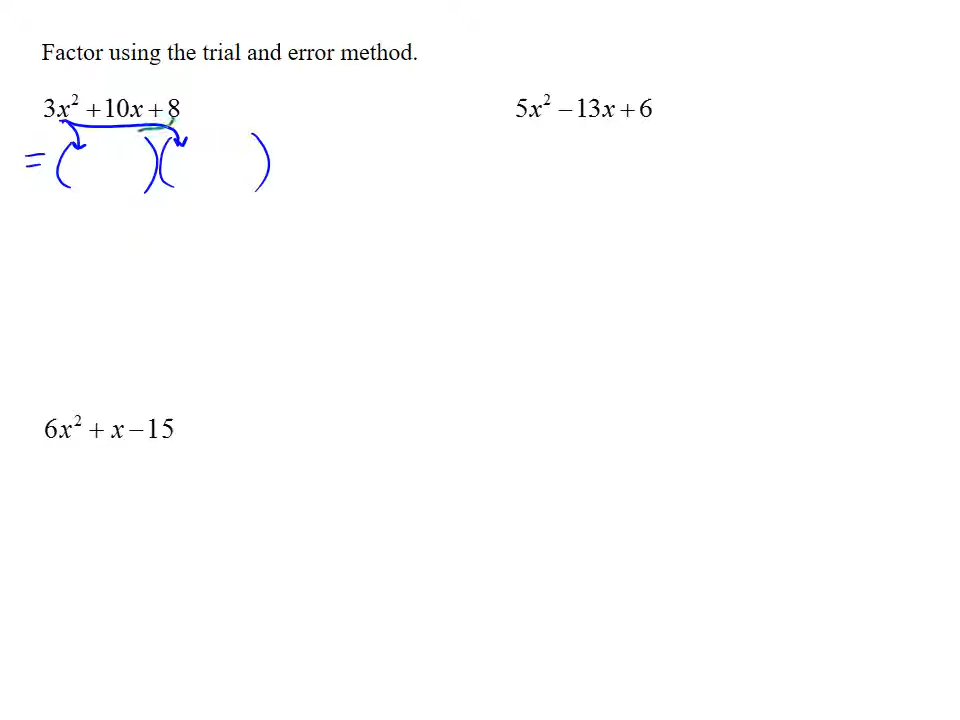 Factor using the trial and error method.
3x² + 10x + 8
= (    )(    )
5x² − 13x + 6
6x² + x − 15